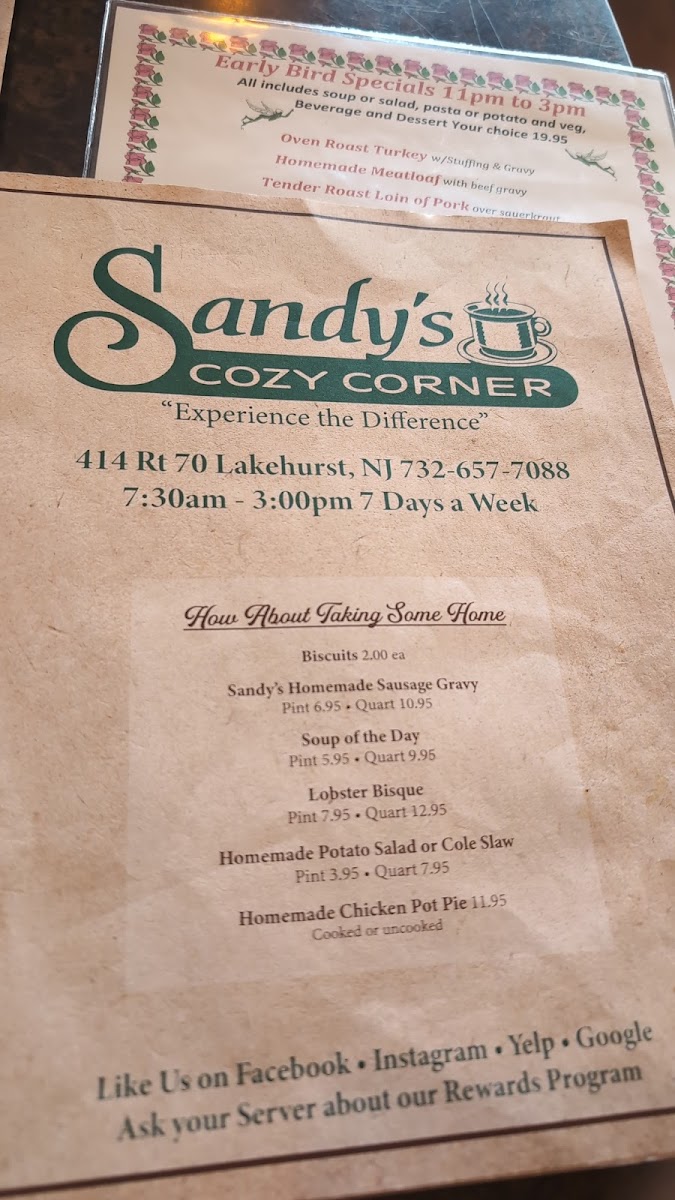 Early Bird Specials 11pm to 3pm
All includes soup or salad, pasta or potato and veg,
Beverage and Dessert Your choice 19.95
Oven Roast Turkey w/Stuffing & Gravy
Homemade Meatloaf with beef gravy
Tender Roast Loin of Pork over sauerkraut
Sandy's
COZY CORNER
"Experience the Difference"
414 Rt 70 Lakehurst, NJ 732-657-7088
7:30am - 3:00pm 7 Days a Week
How About Taking Some Home
Biscuits 2.00 ea
Sandy's Homemade Sausage Gravy
Pint 6.95 • Quart 10.95
Soup of the Day
Pint 5.95 • Quart 9.95
Lobster Bisque
Pint 7.95 • Quart 12.95
Homemade Potato Salad or Cole Slaw
Pint 3.95 • Quart 7.95
Homemade Chicken Pot Pie 11.95
Cooked or uncooked
Like Us on Facebook • Instagram • Yelp • Google
Ask your Server about our Rewards Program